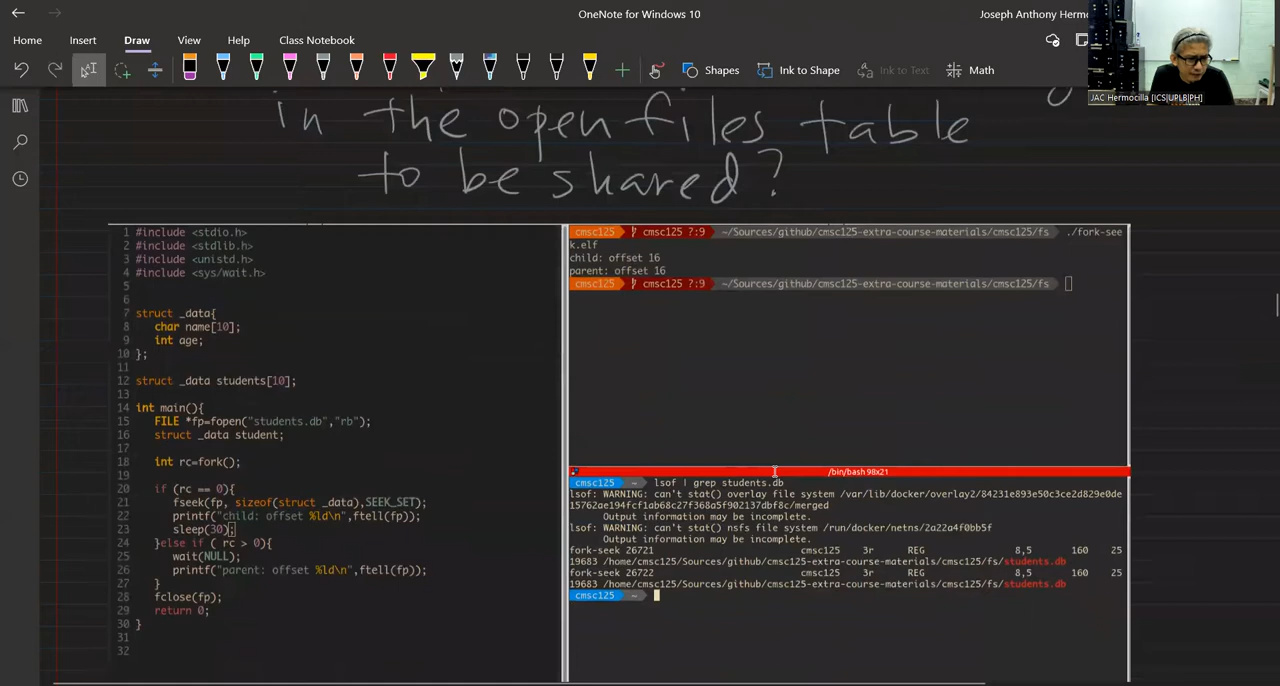 OneNote for Windows 10
Joseph Anthony Hermo
Home Insert Draw View Help Class Notebook
Shapes Ink to Shape Ink to Text Math
JAC Hermocilla [ICS|UPLB|PH]
in the open files table
to be shared?
1 #include <stdio.h>
2 #include <stdlib.h>
3 #include <unistd.h>
4 #include <sys/wait.h>
5
6
7 struct _data{
8 char name[10];
9 int age;
10 };
11
12 struct _data students[10];
13
14 int main(){
15 FILE *fp=fopen("students.db","rb");
16 struct _data student;
17
18 int rc=fork();
19
20 if (rc == 0){
21 fseek(fp, sizeof(struct _data),SEEK_SET);
22 printf("child: offset %ld\n",ftell(fp));
23 sleep(30);
24 }else if ( rc > 0){
25 wait(NULL);
26 printf("parent: offset %ld\n",ftell(fp));
27 }
28 fclose(fp);
29 return 0;
30 }
31
32
cmsc125 cmsc125 ?:9 ~/Sources/github/cmsc125-extra-course-materials/cmsc125/fs ./fork-see
k.elf
child: offset 16
parent: offset 16
cmsc125 cmsc125 ?:9 ~/Sources/github/cmsc125-extra-course-materials/cmsc125/fs
/bin/bash 98x21
cmsc125 ~ lsof | grep students.db
lsof: WARNING: can't stat() overlay file system /var/lib/docker/overlay2/84231e893e50c3ce2d829e0de
15762ae194fcf1ab68c27f368a5f902137dbf8c/merged
Output information may be incomplete.
lsof: WARNING: can't stat() nsfs file system /run/docker/netns/2a22a4f0bb5f
Output information may be incomplete.
fork-seek 26721 cmsc125 3r REG 8,5 160 25
19683 /home/cmsc125/Sources/github/cmsc125-extra-course-materials/cmsc125/fs/students.db
fork-seek 26722 cmsc125 3r REG 8,5 160 25
19683 /home/cmsc125/Sources/github/cmsc125-extra-course-materials/cmsc125/fs/students.db
cmsc125 ~